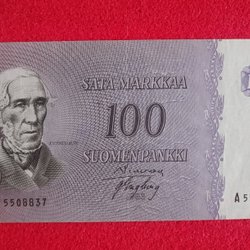 SATA MARKKAA
100
SUOMEN PANKKI
5508837
A 5